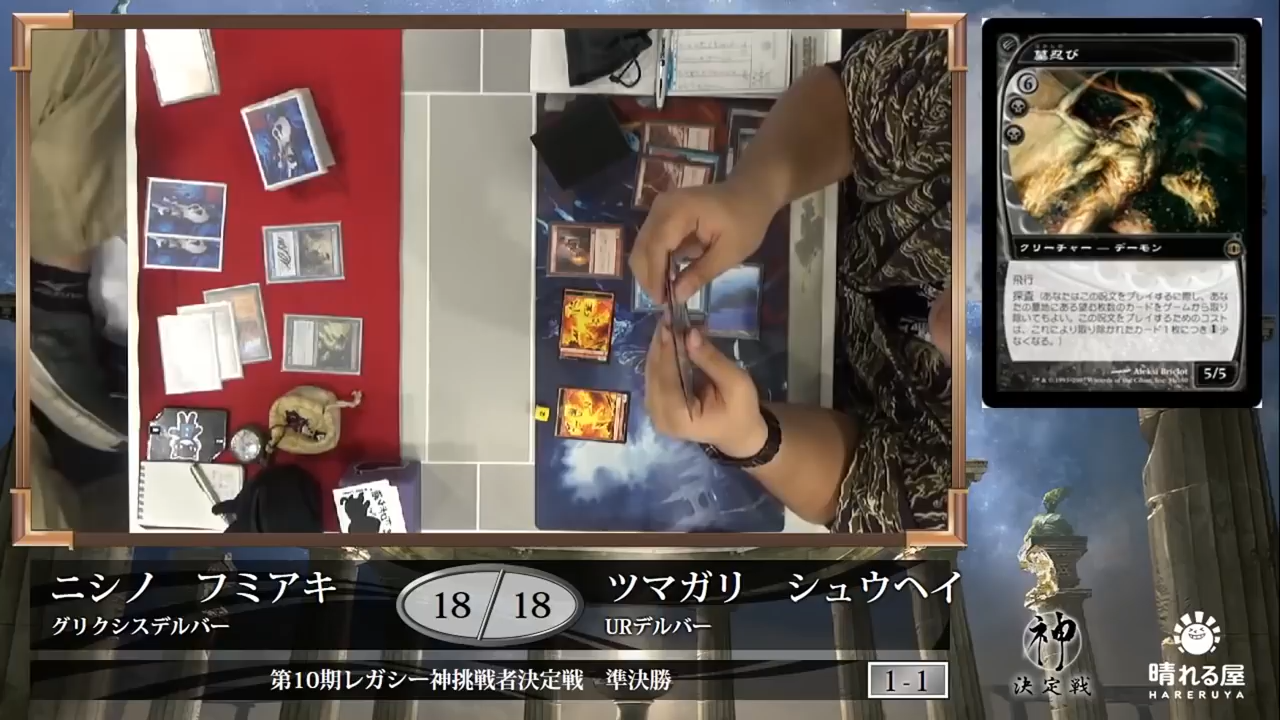 墓忍び
6
クリーチャー — デーモン
飛行
探査（あなたはこの呪文をプレイするに際し、あな
たの墓地にある望む枚数のカードをゲームから取り
除いてもよい。この呪文をプレイするためのコスト
は、これにより取り除かれたカード1枚につき1少
なくなる。）
Aleksi Briclot
5/5
ニシノ フミアキ
グリクシスデルバー
18 / 18
ツマガリ シュウヘイ
URデルバー
第10期レガシー神挑戦者決定戦 準決勝
1-1
神
決定戦
晴れる屋
HARERUYA